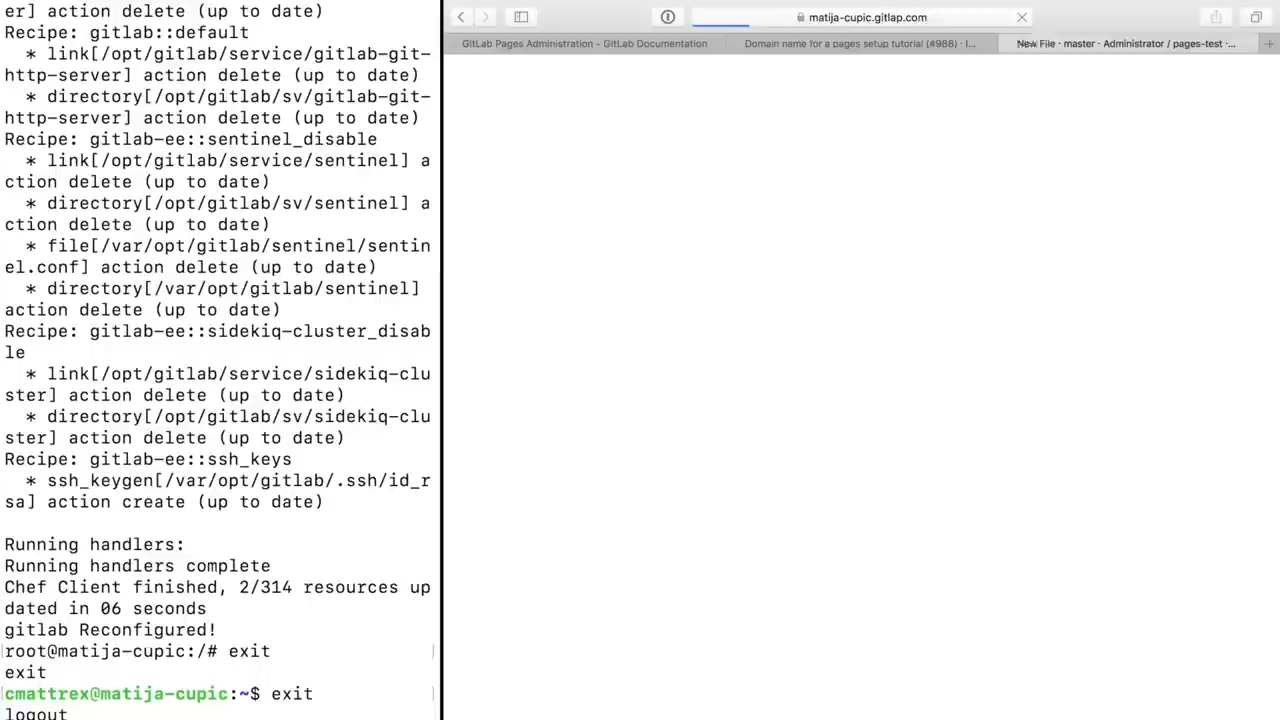 er] action delete (up to date)
Recipe: gitlab::default
  * link[/opt/gitlab/service/gitlab-git-
http-server] action delete (up to date)
  * directory[/opt/gitlab/sv/gitlab-git-
http-server] action delete (up to date)
Recipe: gitlab-ee::sentinel_disable
  * link[/opt/gitlab/service/sentinel] a
ction delete (up to date)
  * directory[/opt/gitlab/sv/sentinel] a
ction delete (up to date)
  * file[/var/opt/gitlab/sentinel/sentin
el.conf] action delete (up to date)
  * directory[/var/opt/gitlab/sentinel]
action delete (up to date)
Recipe: gitlab-ee::sidekiq-cluster_disab
le
  * link[/opt/gitlab/service/sidekiq-clu
ster] action delete (up to date)
  * directory[/opt/gitlab/sv/sidekiq-clu
ster] action delete (up to date)
Recipe: gitlab-ee::ssh_keys
  * ssh_keygen[/var/opt/gitlab/.ssh/id_r
sa] action create (up to date)
Running handlers:
Running handlers complete
Chef Client finished, 2/314 resources up
dated in 06 seconds
gitlab Reconfigured!
root@matija-cupic:/# exit
exit
cmattrex@matija-cupic:~$ exit
logout
matija-cupic.gitlap.com
GitLab Pages Administration - GitLab Documentation
Domain name for a pages setup tutorial (#988) · I...
New File · master · Administrator / pages-test ·...